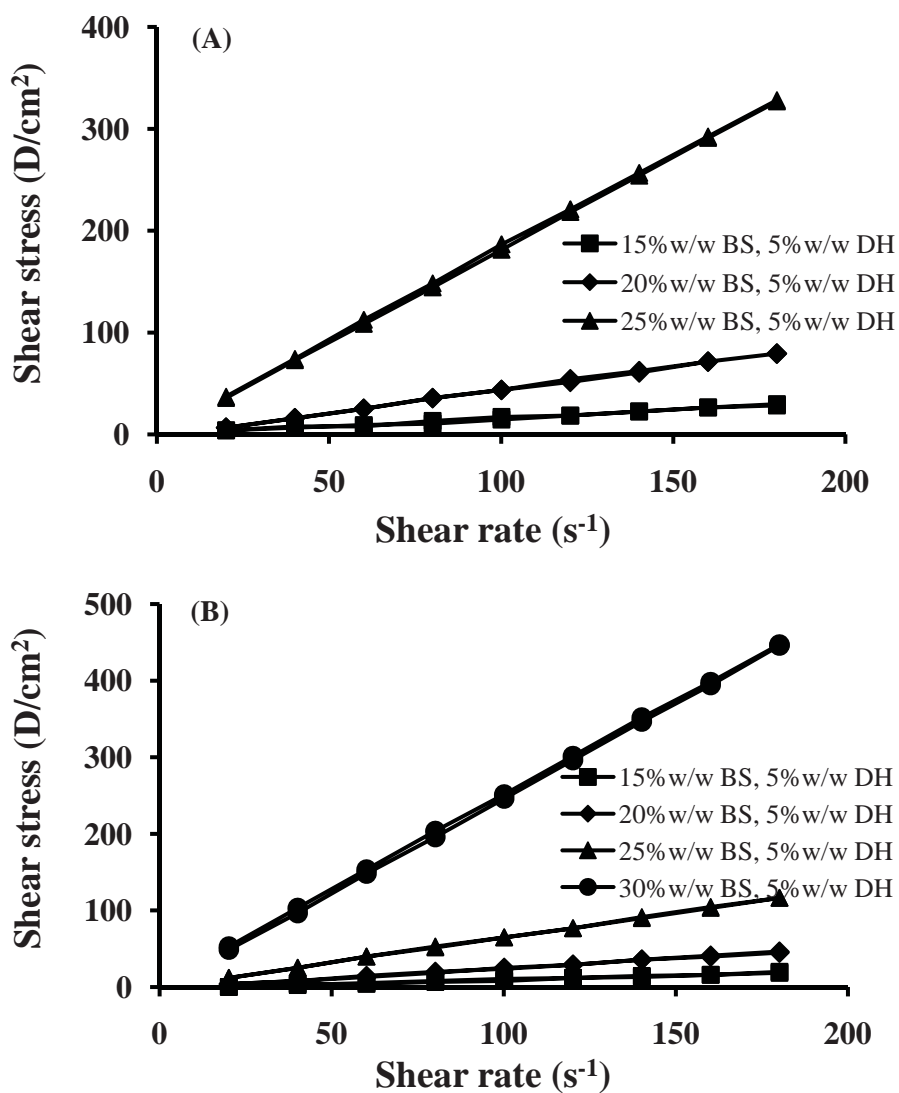 (A)
Shear stress (D/cm²)
400
300
200
100
0
15%w/w BS, 5%w/w DH
20%w/w BS, 5%w/w DH
25%w/w BS, 5%w/w DH
0 50 100 150 200
Shear rate (s⁻¹)
(B)
Shear stress (D/cm²)
500
400
300
200
100
0
15%w/w BS, 5%w/w DH
20%w/w BS, 5%w/w DH
25%w/w BS, 5%w/w DH
30%w/w BS, 5%w/w DH
0 50 100 150 200
Shear rate (s⁻¹)